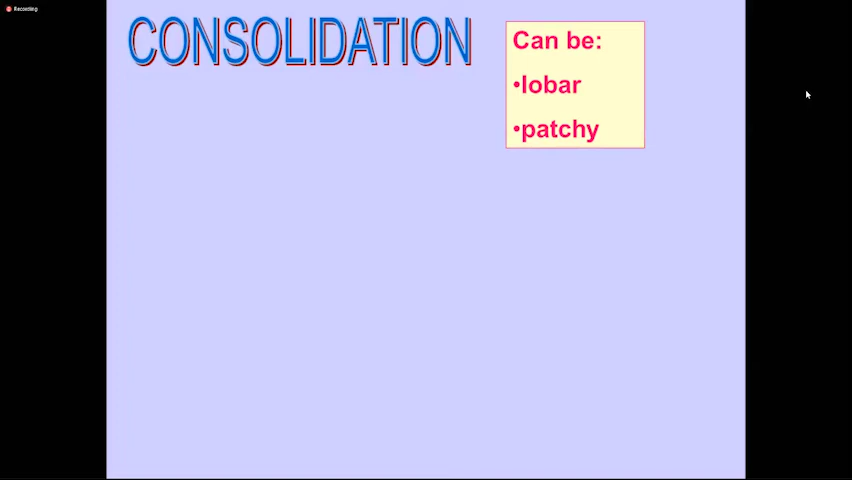 Recording
CONSOLIDATION
Can be:
•lobar
•patchy